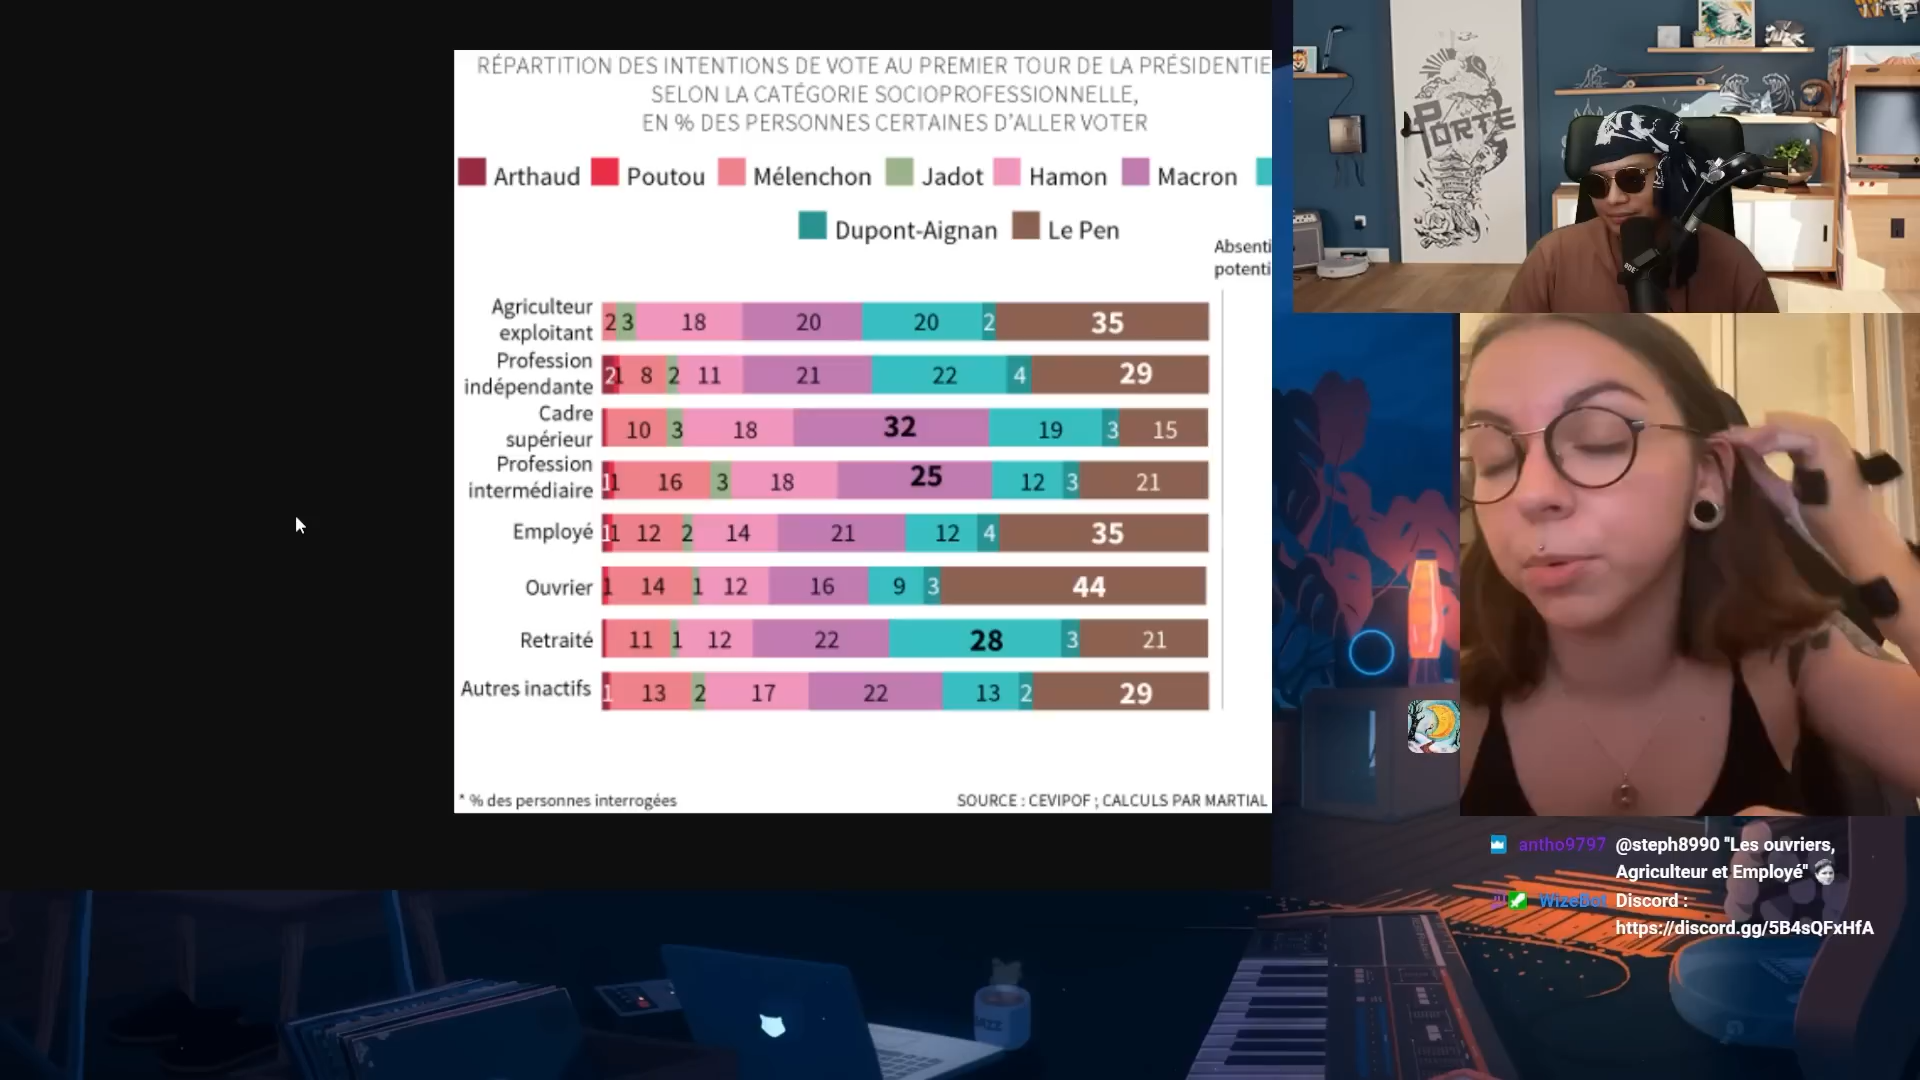 RÉPARTITION DES INTENTIONS DE VOTE AU PREMIER TOUR DE LA PRÉSIDENTIE
SELON LA CATÉGORIE SOCIOPROFESSIONNELLE,
EN % DES PERSONNES CERTAINES D'ALLER VOTER
Arthaud Poutou Mélenchon Jadot Hamon Macron
Dupont-Aignan Le Pen
Absenti
potenti
Agriculteur
exploitant
2 3 18 20 20 2 35
Profession
indépendante
2 1 8 2 11 21 22 4 29
Cadre
supérieur
10 3 18 32 19 3 15
Profession
intermédiaire
1 1 16 3 18 25 12 3 21
Employé
1 1 12 2 14 21 12 4 35
Ouvrier
1 14 1 12 16 9 3 44
Retraité
11 1 12 22 28 3 21
Autres inactifs
1 13 2 17 22 13 2 29
* % des personnes interrogées
SOURCE : CEVIPOF ; CALCULS PAR MARTIAL
PORTE
antho9797 @steph8990 "Les ouvriers,
Agriculteur et Employé"
WizeBot Discord :
https://discord.gg/5B4sQFxHfA